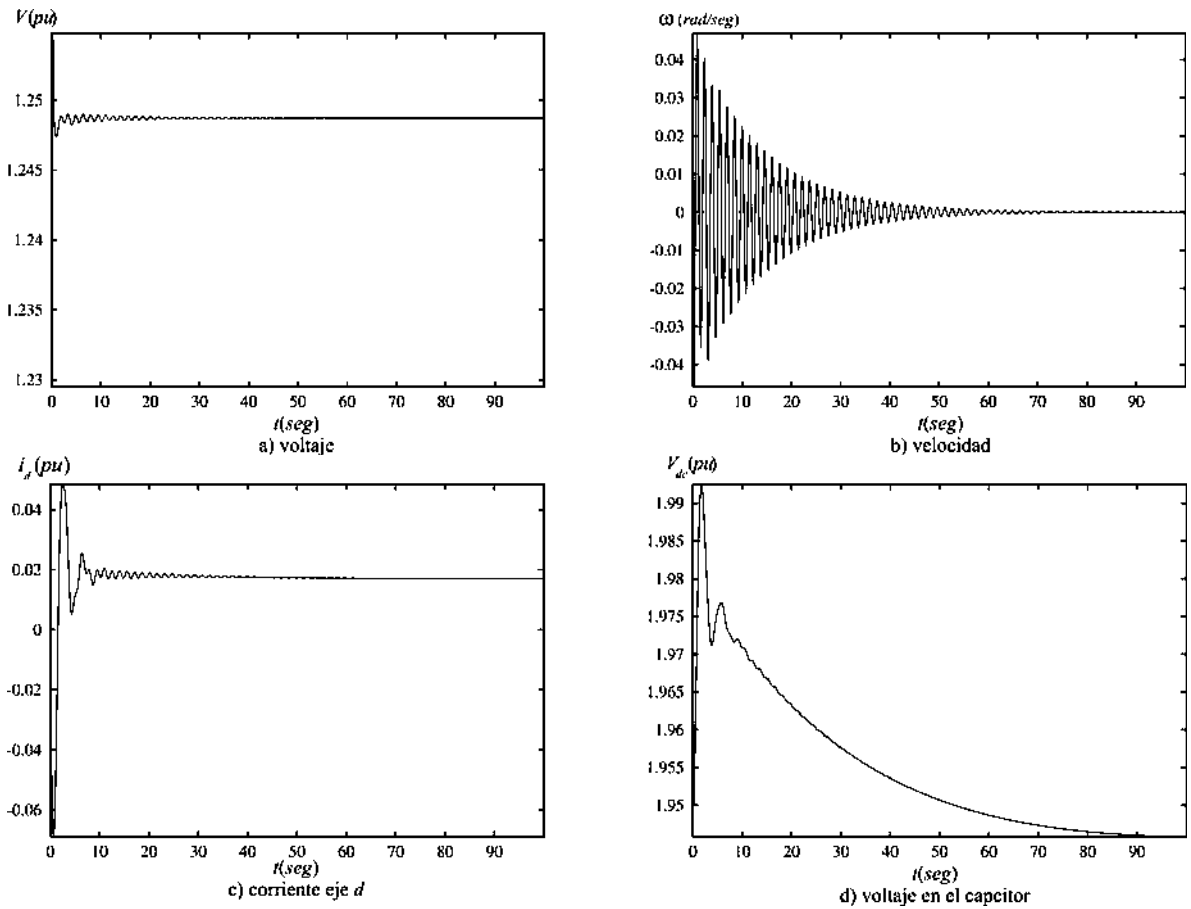 V(pu)
1.25
1.245
1.24
1.235
1.23
0 10 20 30 40 50 60 70 80 90
t(seg)
a) voltaje
ω (rad/seg)
0.04
0.03
0.02
0.01
0
-0.01
-0.02
-0.03
-0.04
0 10 20 30 40 50 60 70 80 90
t(seg)
b) velocidad
i_d (pu)
0.04
0.02
0
-0.02
-0.04
-0.06
0 10 20 30 40 50 60 70 80 90
t(seg)
c) corriente eje d
V_dc (pu)
1.99
1.985
1.98
1.975
1.97
1.965
1.96
1.955
1.95
0 10 20 30 40 50 60 70 80 90
t(seg)
d) voltaje en el capcitor